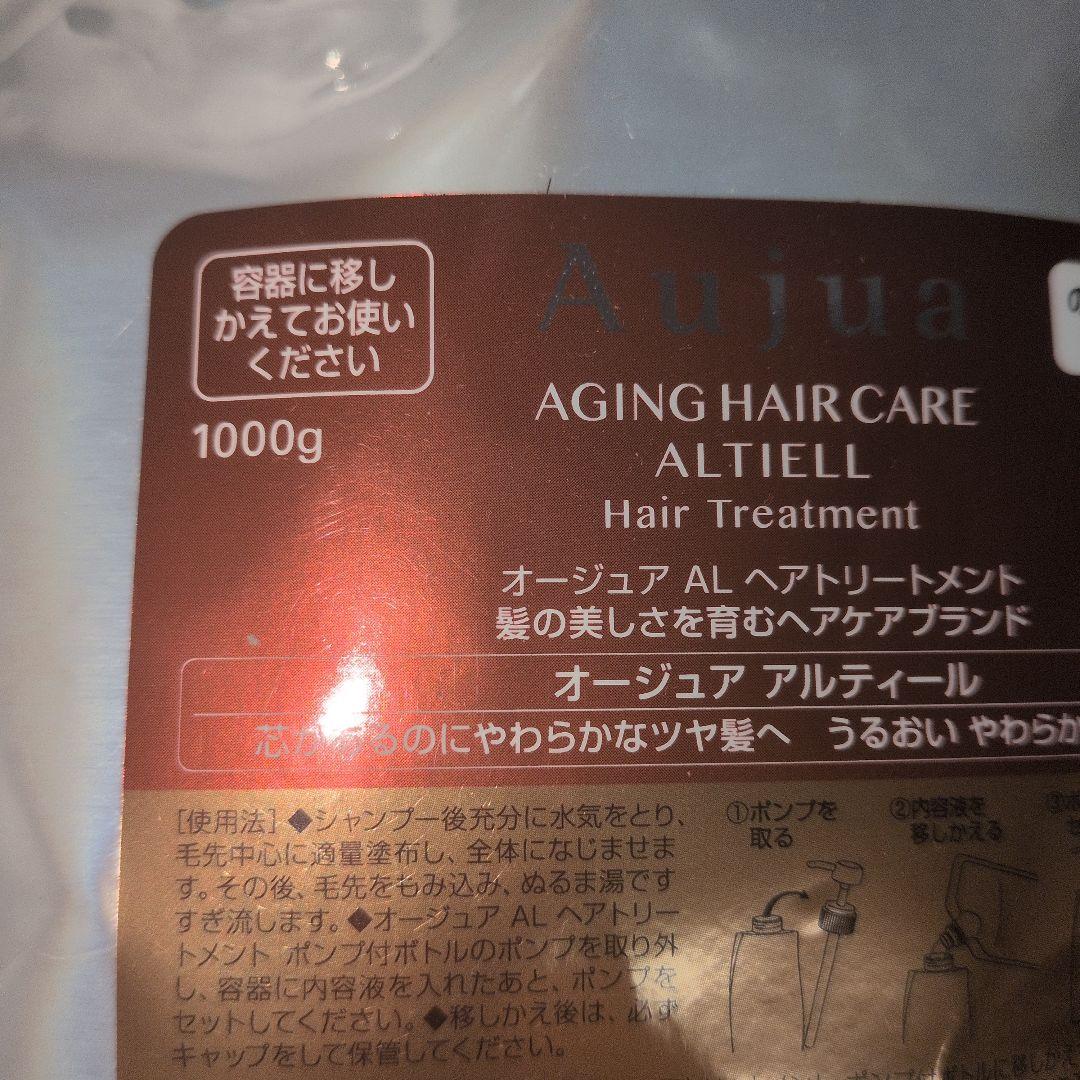 容器に移し
かえてお使い
ください
1000g
Aujua
AGING HAIR CARE
ALTIELL
Hair Treatment
オージュア AL ヘアトリートメント
髪の美しさを育むヘアケアブランド
オージュア アルティール
芯があるのにやわらかなツヤ髪へ うるおい やわらか
[使用法]◆シャンプー後充分に水気をとり、
毛先中心に適量塗布し、全体になじませま
す。その後、毛先をもみ込み、ぬるま湯です
すぎ流します。◆オージュア AL ヘアトリー
トメント ポンプ付ボトルのポンプを取り外
し、容器に内容液を入れたあと、ポンプを
セットしてください。◆移しかえ後は、必ず
キャップをして保管してください。
①ポンプを
取る
②内容液を
移しかえる
③